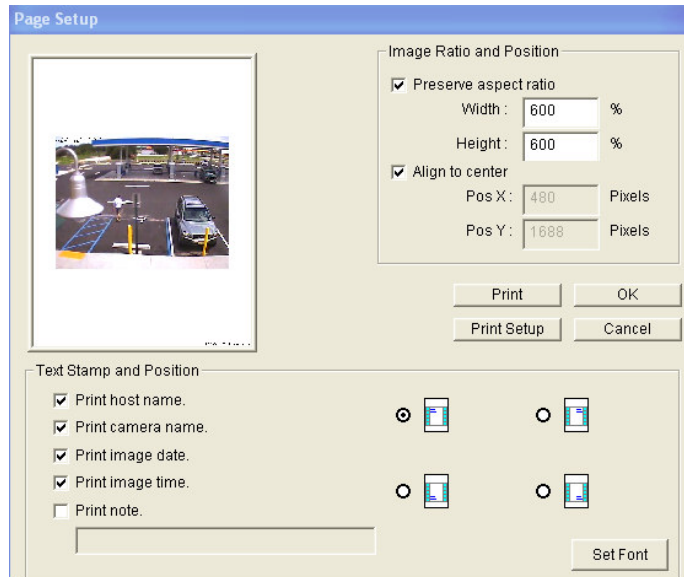 Page Setup
Image Ratio and Position
Preserve aspect ratio
Width : 600 %
Height : 600 %
Align to center
Pos X : 480 Pixels
Pos Y : 1688 Pixels
Print OK
Print Setup Cancel
Text Stamp and Position
Print host name.
Print camera name.
Print image date.
Print image time.
Print note.
Set Font